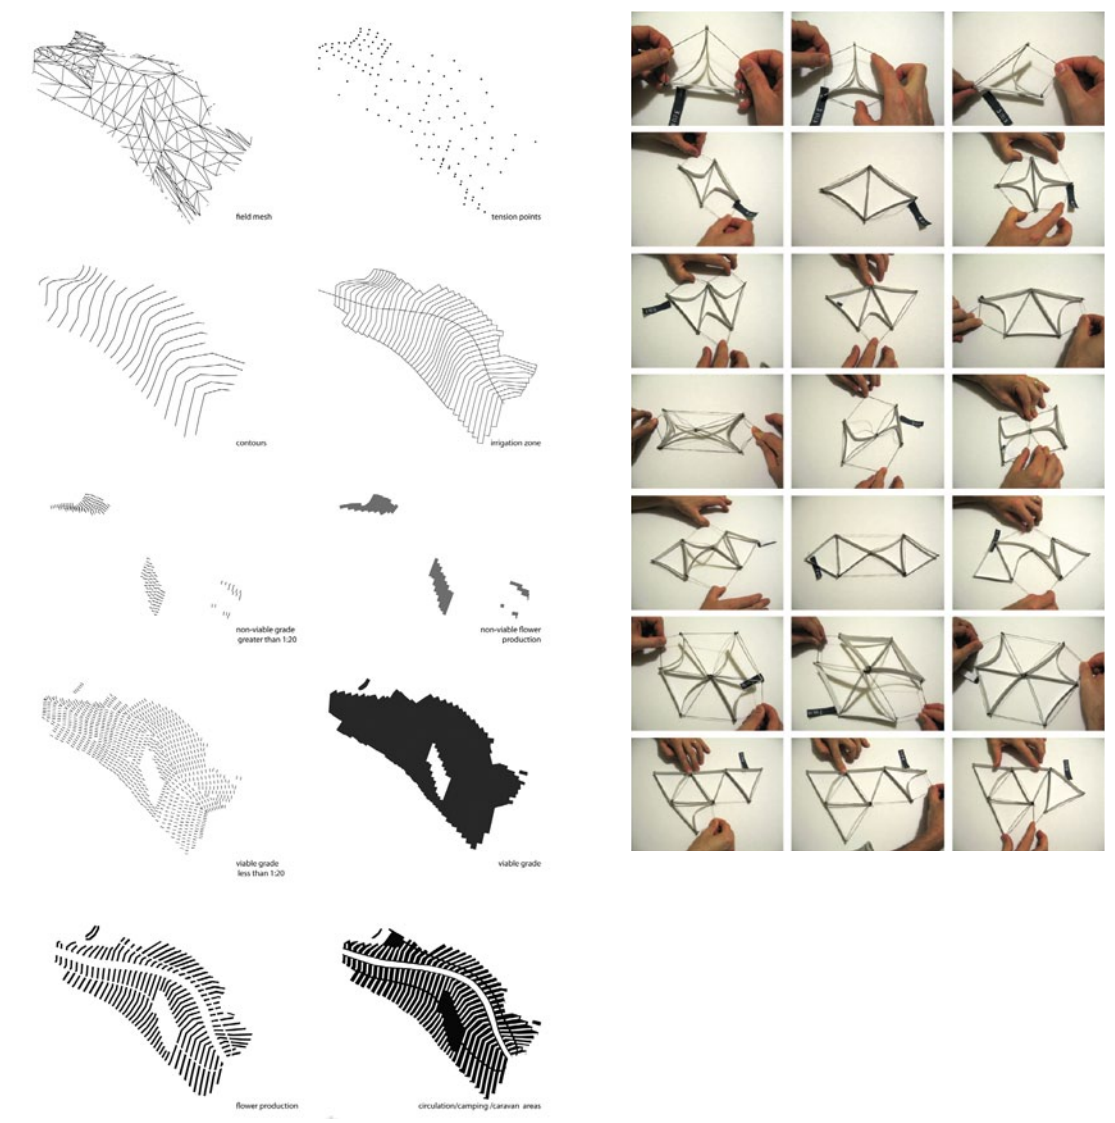 field mesh
tension points
contours
irrigation zone
non-viable grade
greater than 1:20
non-viable flower
production
viable grade
less than 1:20
viable grade
flower production
circulation/camping /caravan areas